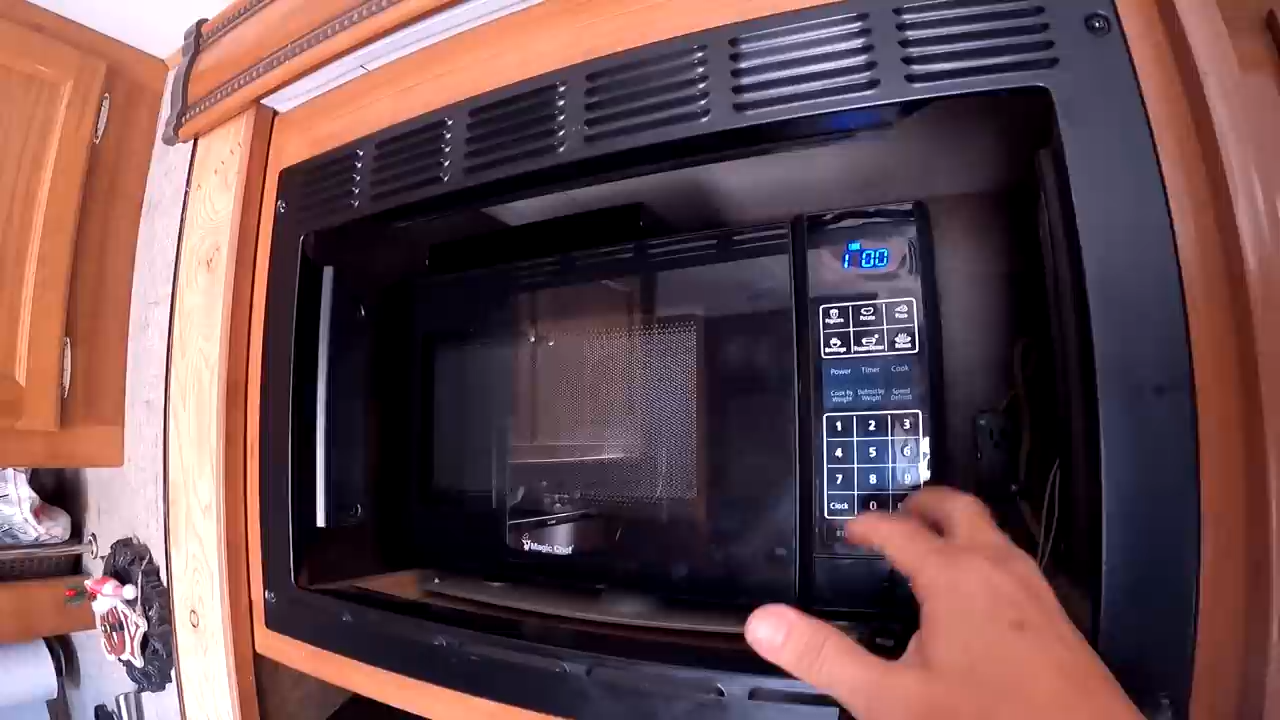 COOK
1:00
Popcorn Potato Pizza
Beverage Frozen Dinner Reheat
Power Timer Cook
Cook by Weight Defrost by Weight Speed Defrost
1 2 3
4 5 6
7 8 9
Clock 0
Magic Chef